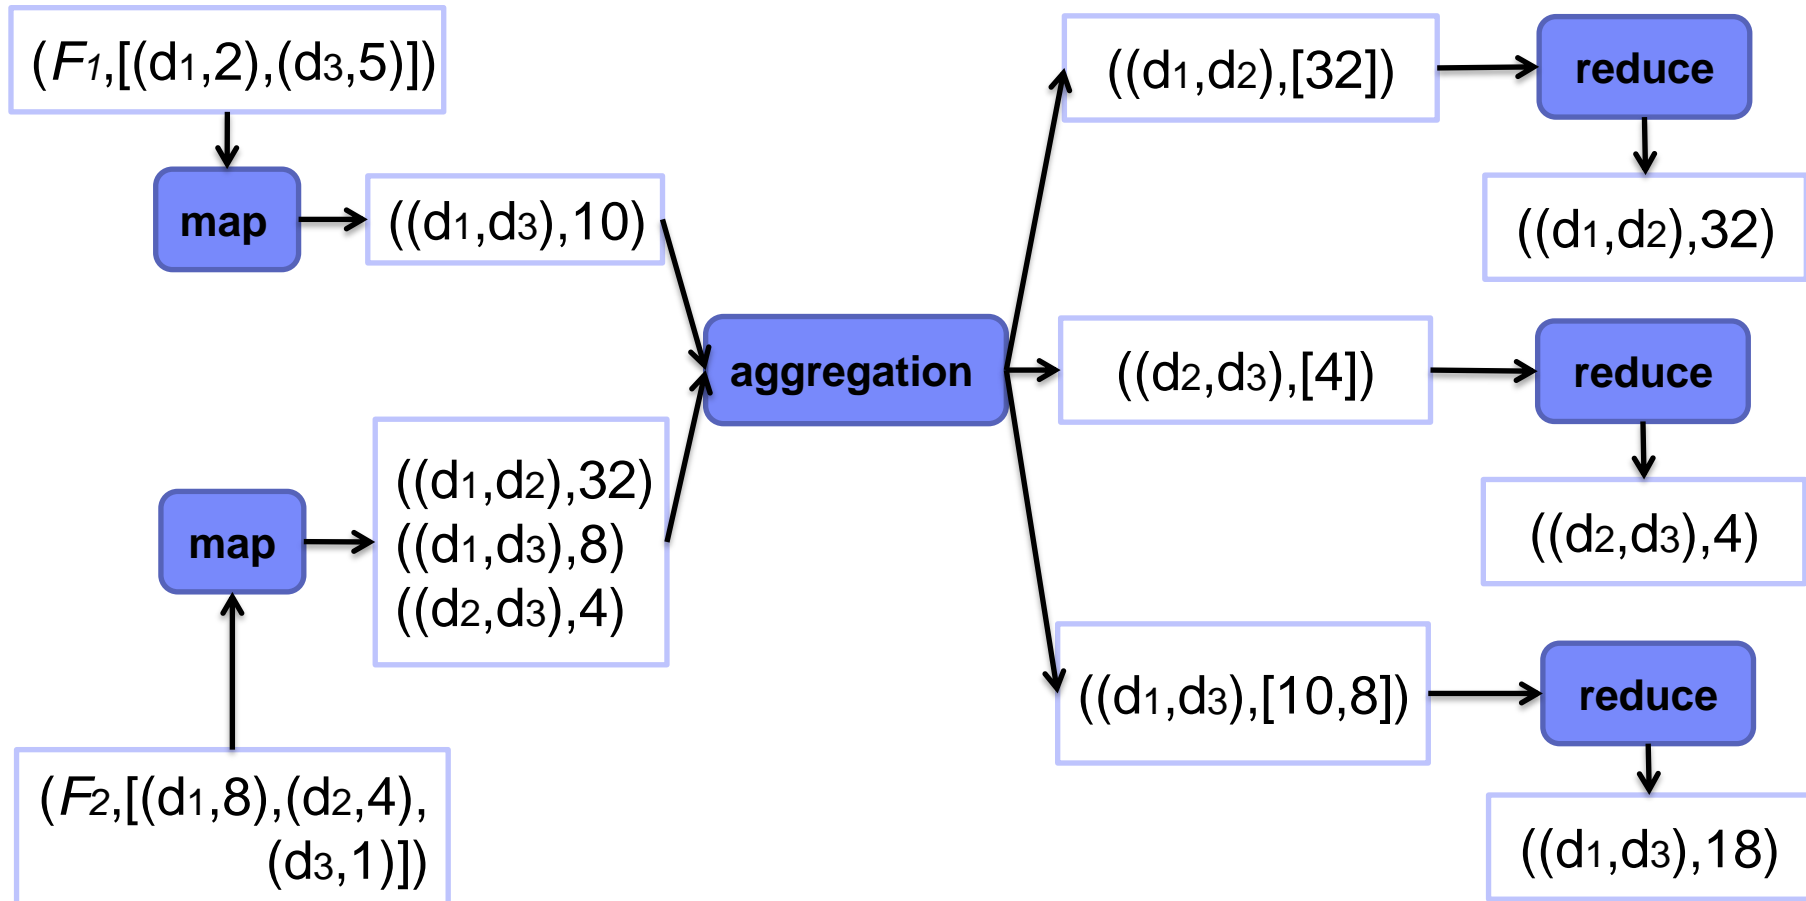 (F1,[(d1,2),(d3,5)])
map
((d1,d3),10)
map
((d1,d2),32)
((d1,d3),8)
((d2,d3),4)
(F2,[(d1,8),(d2,4),
(d3,1)])
aggregation
((d1,d2),[32])
reduce
((d1,d2),32)
((d2,d3),[4])
reduce
((d2,d3),4)
((d1,d3),[10,8])
reduce
((d1,d3),18)